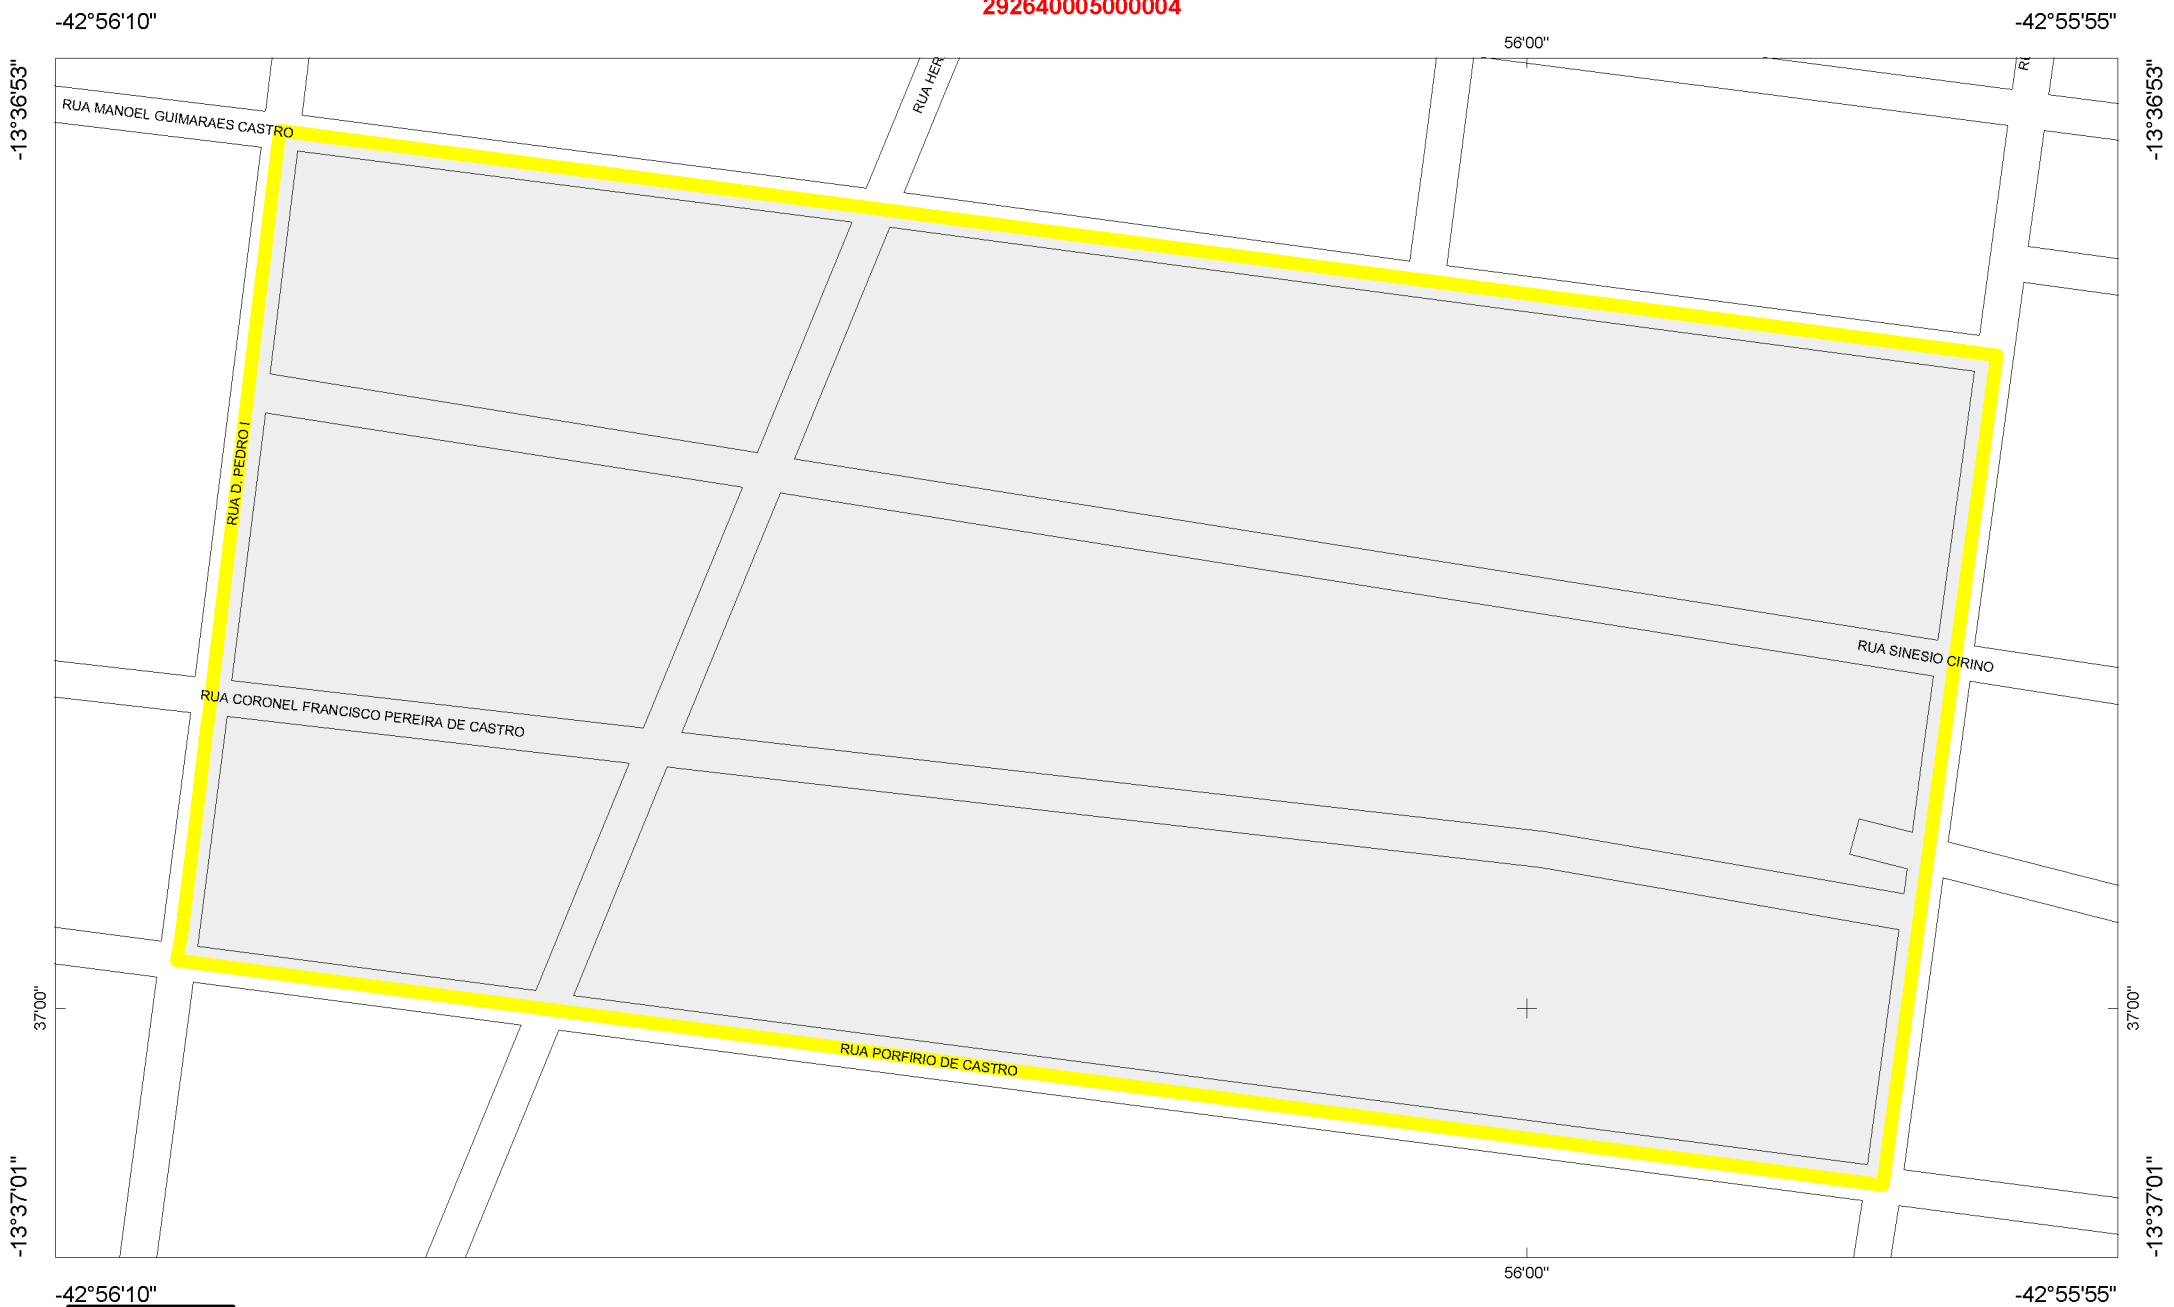 292640005000004
-42°56'10"
-42°55'55"
56'00"
-13°36'53"
-13°36'53"
RUA HER
RUA MANOEL GUIMARAES CASTRO
RUA D. PEDRO I
RUA SINESIO CIRINO
RUA CORONEL FRANCISCO PEREIRA DE CASTRO
37'00"
37'00"
RUA PORFIRIO DE CASTRO
-13°37'01"
-13°37'01"
56'00"
-42°56'10"
-42°55'55"